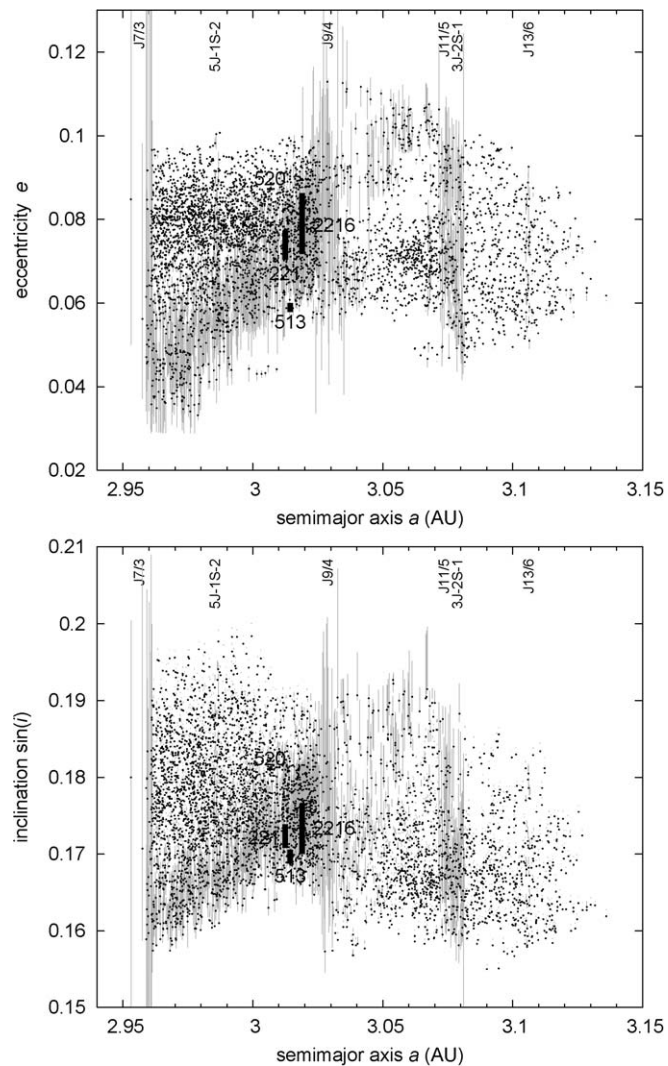 J7/3
5J-1S-2
J9/4
J11/5
3J-2S-1
J13/6
0.13
0.12
0.1
0.08
0.06
0.04
0.02
eccentricity e
520
2216
221
513
2.95
3
3.05
3.1
3.15
semimajor axis a (AU)
J7/3
5J-1S-2
J9/4
J11/5
3J-2S-1
J13/6
0.21
0.2
0.19
0.18
0.17
0.16
0.15
inclination sin(i)
520
2216
221
513
2.95
3
3.05
3.1
3.15
semimajor axis a (AU)